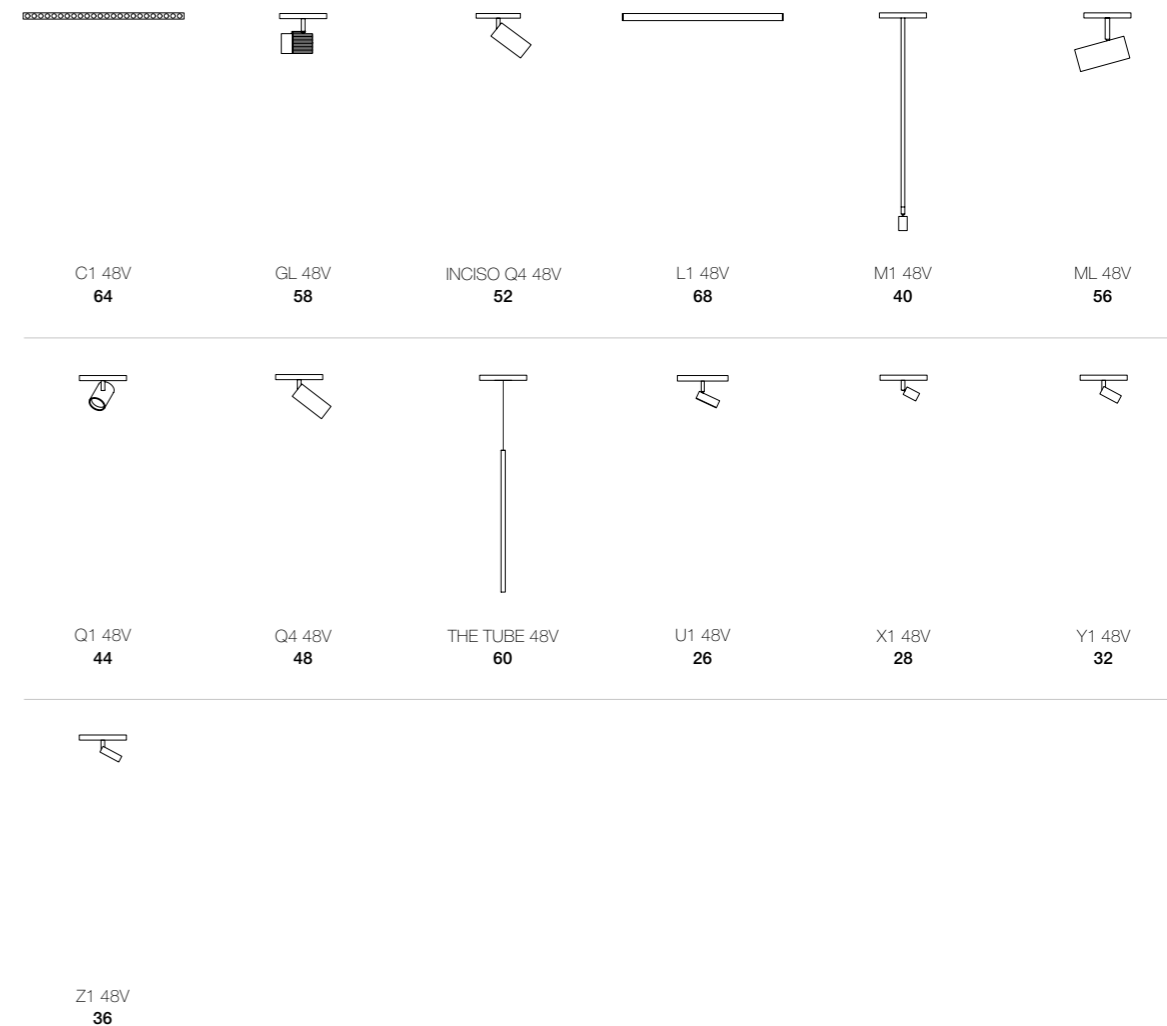 C1 48V
64
GL 48V
58
INCISO Q4 48V
52
L1 48V
68
M1 48V
40
ML 48V
56
Q1 48V
44
Q4 48V
48
THE TUBE 48V
60
U1 48V
26
X1 48V
28
Y1 48V
32
Z1 48V
36